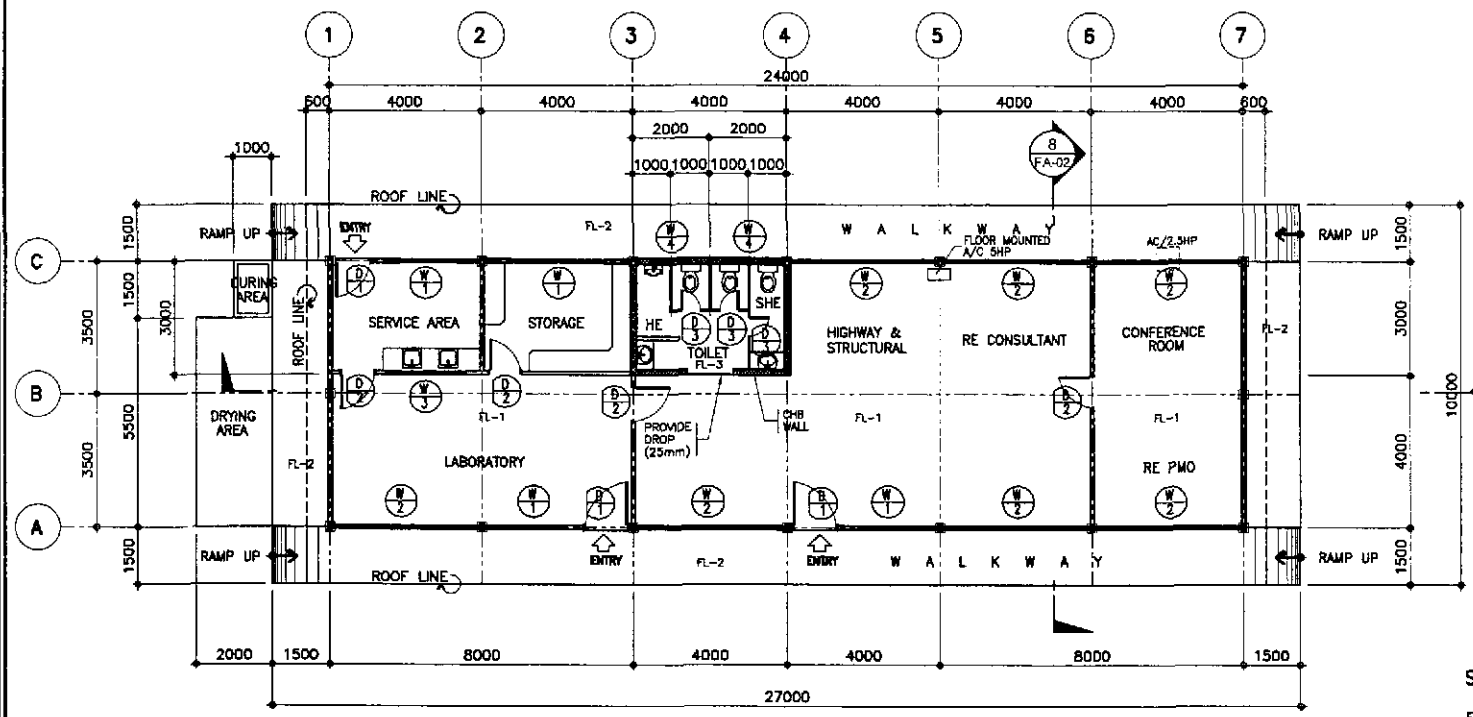 1 2 3 4 5 6 7
24000
600 4000 4000 4000 4000 4000 4000 600
2000 2000
1000 1000 1000 1000
1000
8
FA-02
ROOF LINE
RAMP UP
ENTRY
FL-2
W
4
W
4
W A L K W A Y
FLOOR MOUNTED
A/C 5HP
AC/2.5HP
RAMP UP
1500
1500
C
CURING
AREA
ROOF LINE
D
1
W
1
W
1
HE
SHE
W
2
W
2
W
2
SERVICE AREA
STORAGE
D
3
D
3
D
3
TOILET
FL-3
HIGHWAY &
STRUCTURAL
RE CONSULTANT
CONFERENCE
ROOM
FL-2
3500
1500
3000
3000
B
D
2
W
3
D
2
D
2
D
2
FL-1
FL-1
FL-1
DRYING
AREA
PROVIDE
DROP
(25mm)
CHB
WALL
10000
3500
5500
FL-2
LABORATORY
RE PMO
4000
W
2
W
1
D
1
W
2
D
1
W
1
W
2
W
2
A
RAMP UP
ENTRY
FL-2
ENTRY
W A L K W A Y
RAMP UP
1500
1500
ROOF LINE
2000 1500 8000 4000 4000 8000 1500
27000